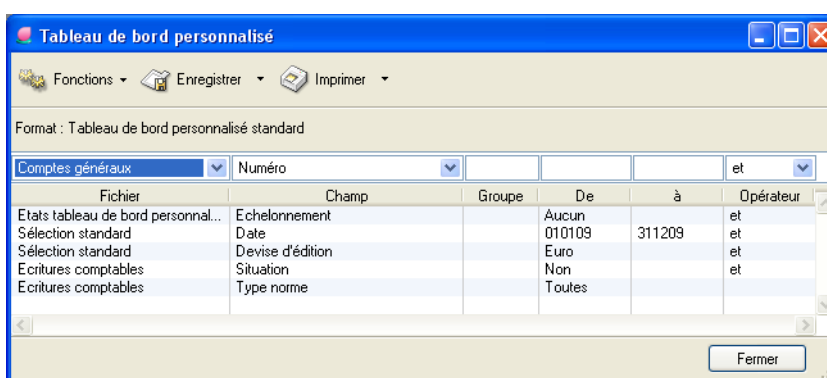 Tableau de bord personnalisé
Fonctions Enregistrer Imprimer
Format : Tableau de bord personnalisé standard
Comptes généraux Numéro et
Fichier Champ Groupe De à Opérateur
Etats tableau de bord personnal... Echelonnement Aucun et
Sélection standard Date 010109 311209 et
Sélection standard Devise d'édition Euro et
Ecritures comptables Situation Non et
Ecritures comptables Type norme Toutes
Fermer